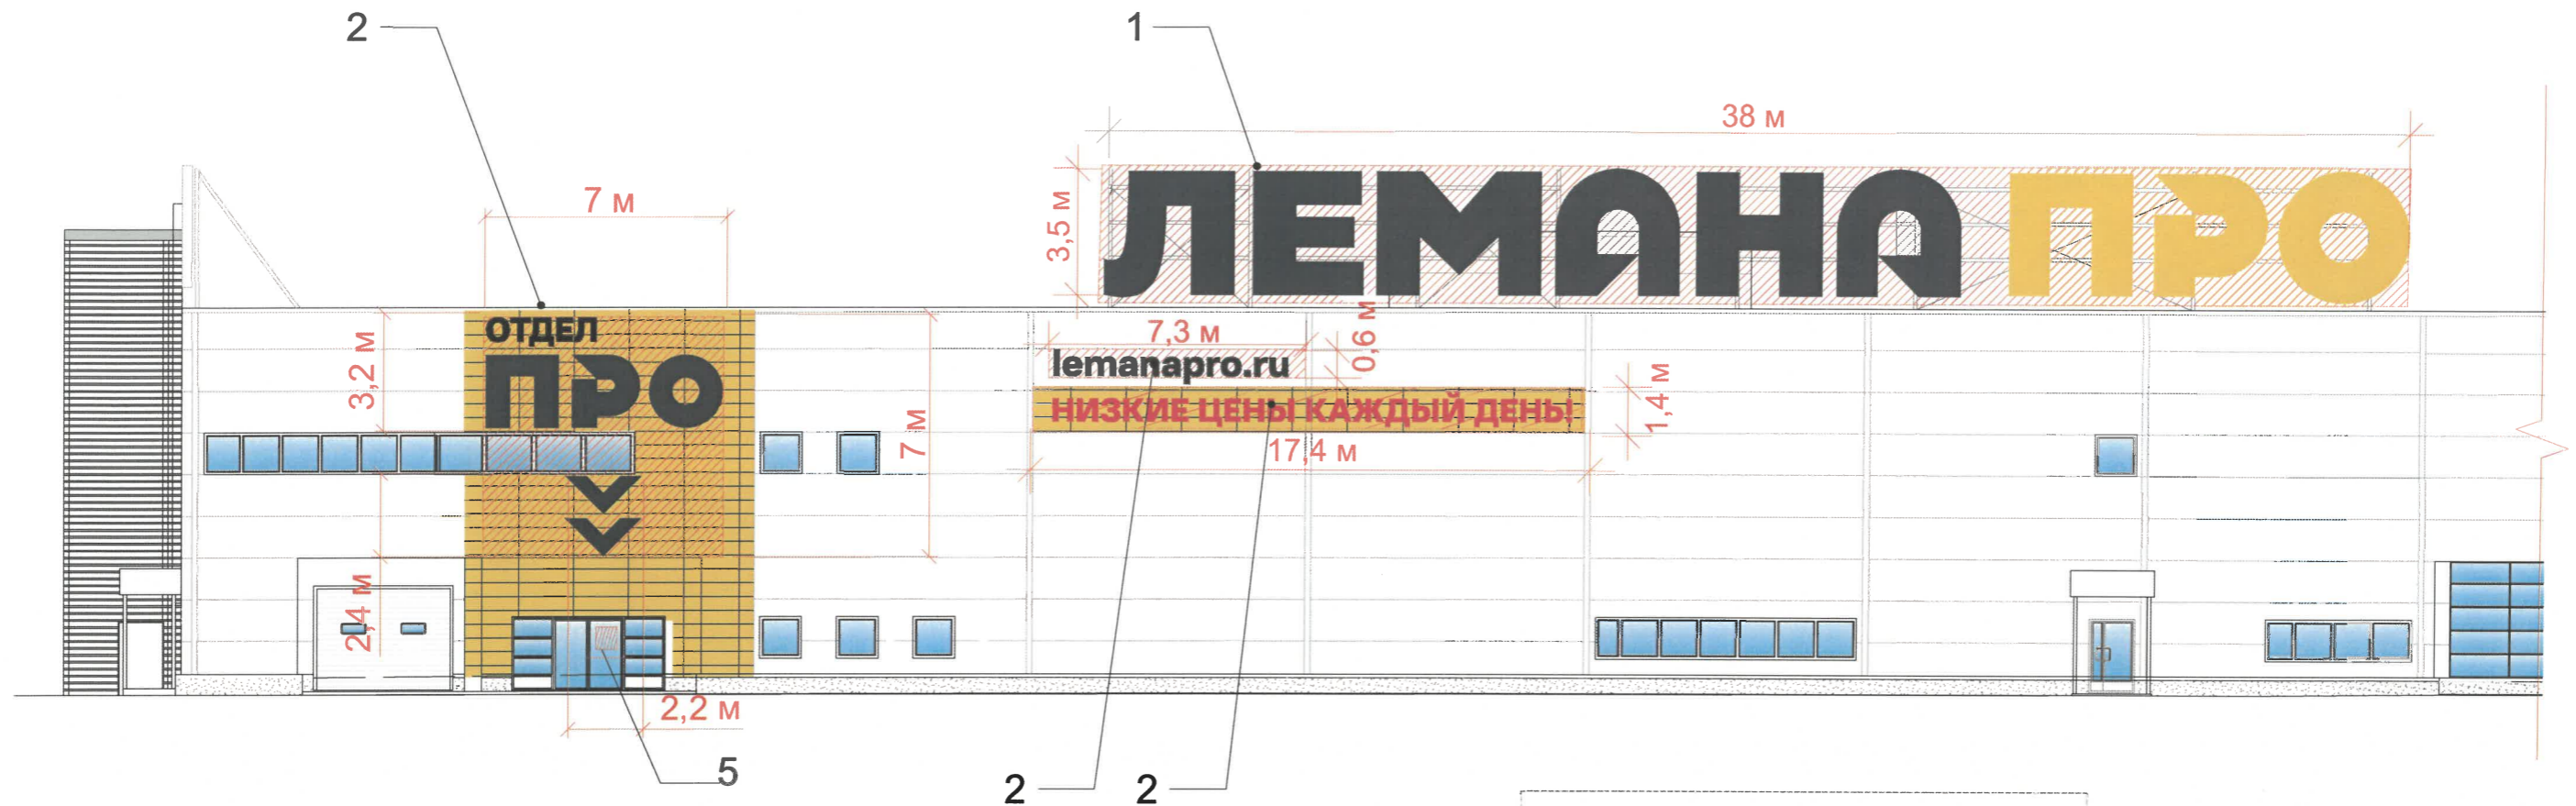 2
1
38 м
7 м
3,5 м
ЛЕМАНА ПРО
ОТДЕЛ
ПРО
3,2 м
7 м
7,3 м
0,6 м
lemanapro.ru
НИЗКИЕ ЦЕНЫ КАЖДЫЙ ДЕНЬ!
1,4 м
17,4 м
2,4 м
2,2 м
5
2
2